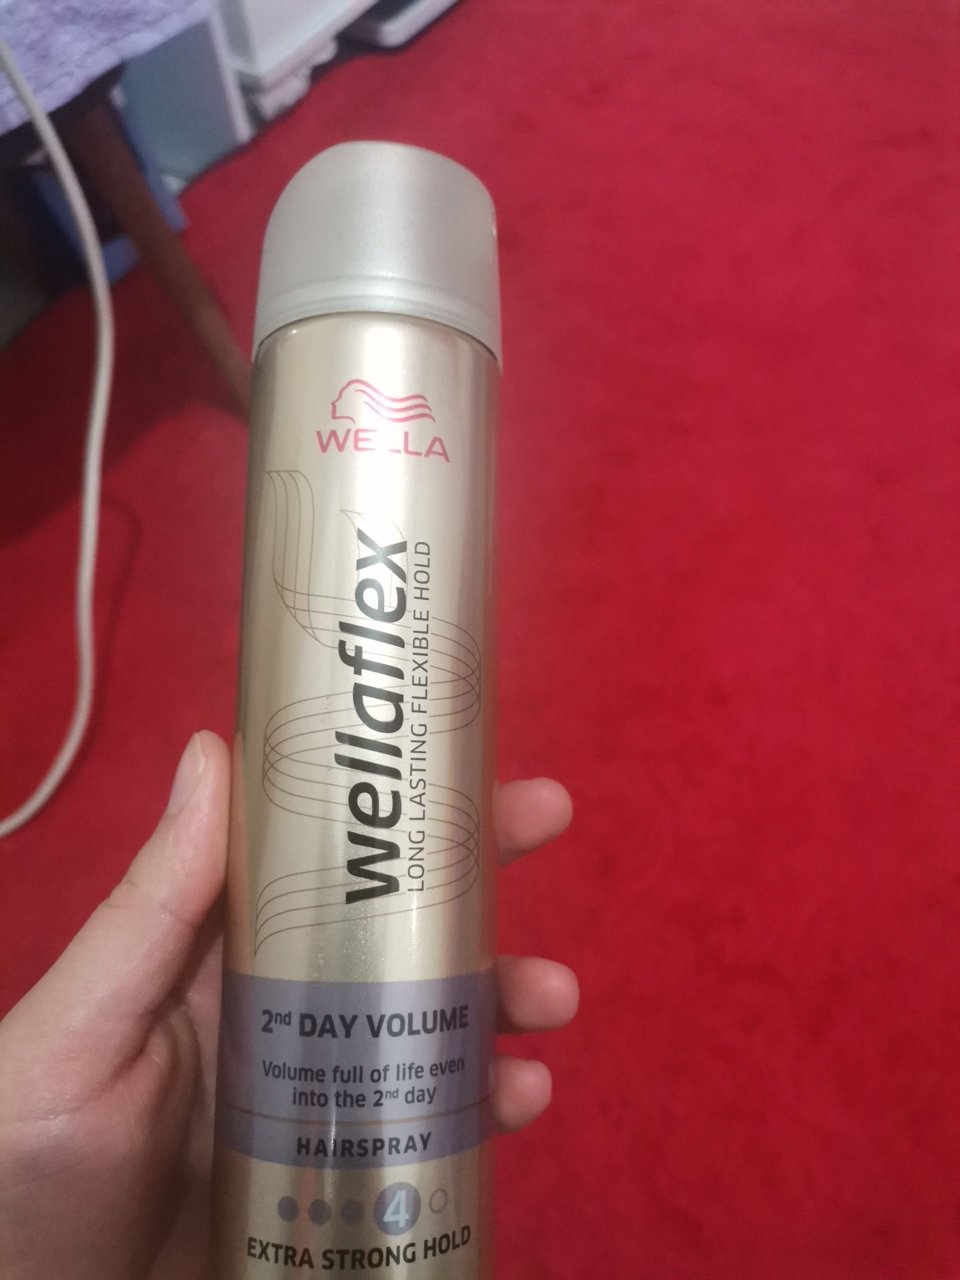 WELLA
wellaflex
LONG LASTING FLEXIBLE HOLD
2nd DAY VOLUME
Volume full of life even
into the 2nd day
HAIRSPRAY
4
EXTRA STRONG HOLD